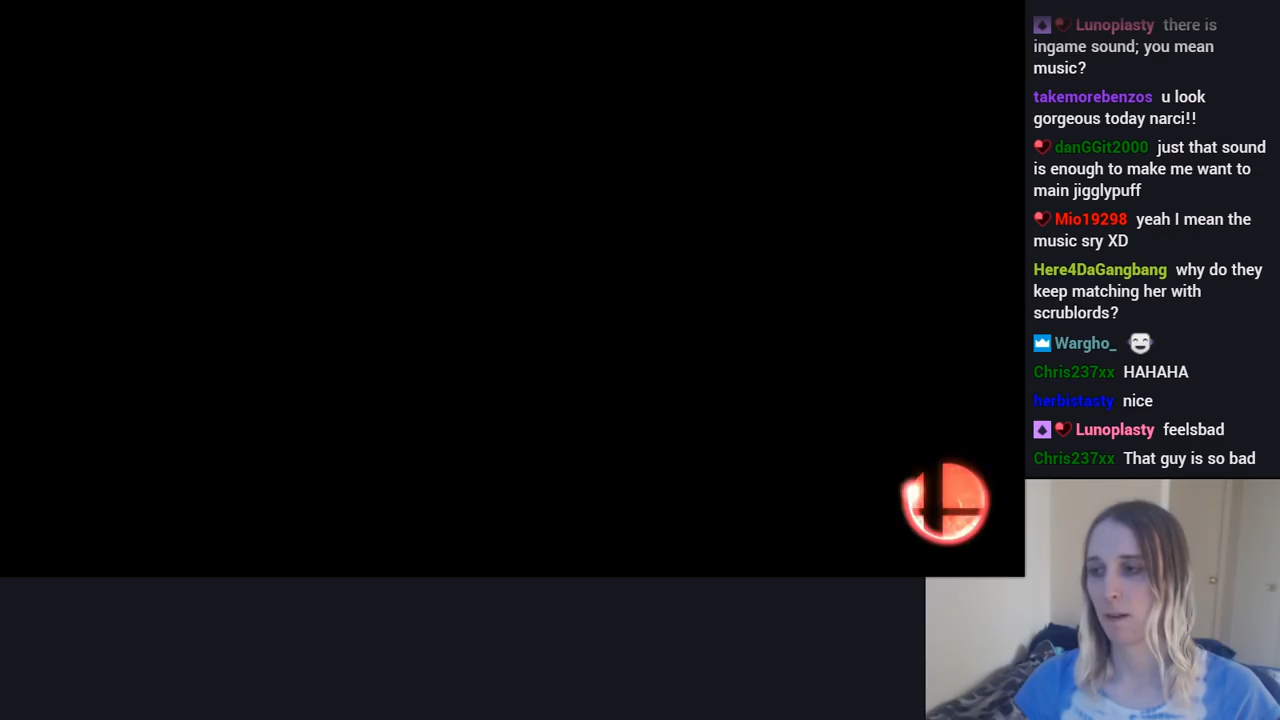 Lunoplasty there is
ingame sound; you mean
music?
takemorebenzos u look
gorgeous today narci!!
danGGit2000 just that sound
is enough to make me want to
main jigglypuff
Mio19298 yeah I mean the
music sry XD
Here4DaGangbang why do they
keep matching her with
scrublords?
Wargho_
Chris237xx HAHAHA
herbistasty nice
Lunoplasty feelsbad
Chris237xx That guy is so bad